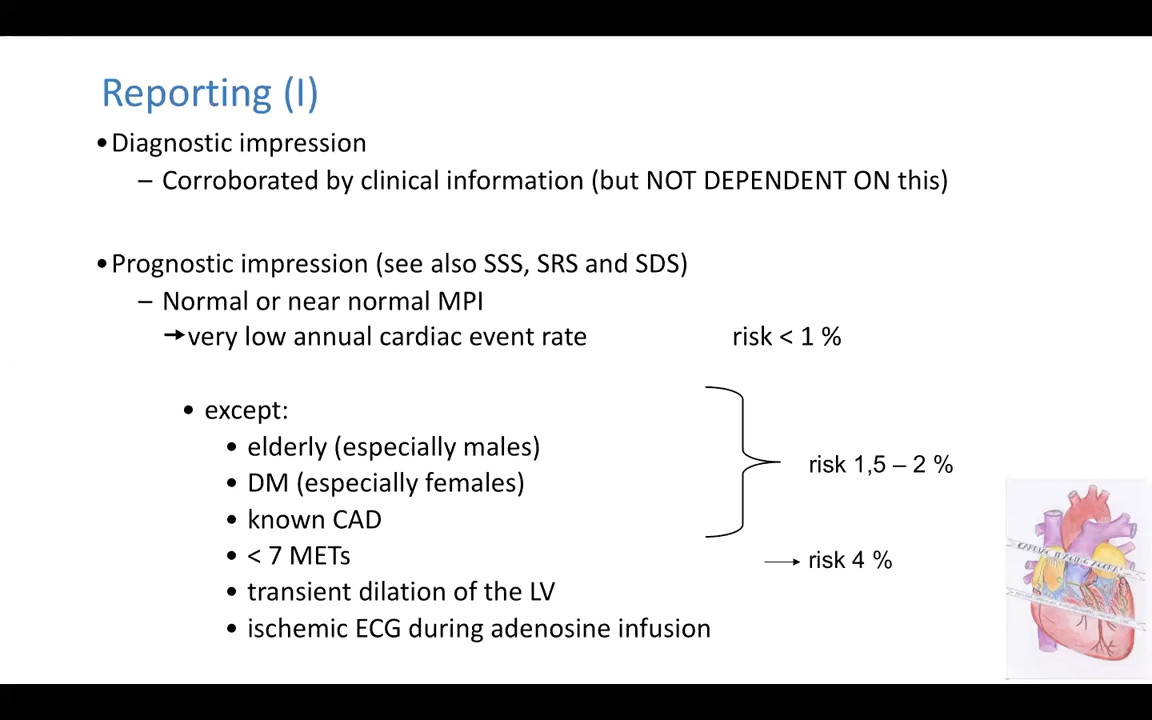 Reporting (I)
•Diagnostic impression
– Corroborated by clinical information (but NOT DEPENDENT ON this)
•Prognostic impression (see also SSS, SRS and SDS)
– Normal or near normal MPI
→very low annual cardiac event rate risk < 1 %
• except:
• elderly (especially males)
• DM (especially females)
risk 1,5 – 2 %
• known CAD
• < 7 METs
→ risk 4 %
• transient dilation of the LV
• ischemic ECG during adenosine infusion
CARDIAC IMAGING AGORA